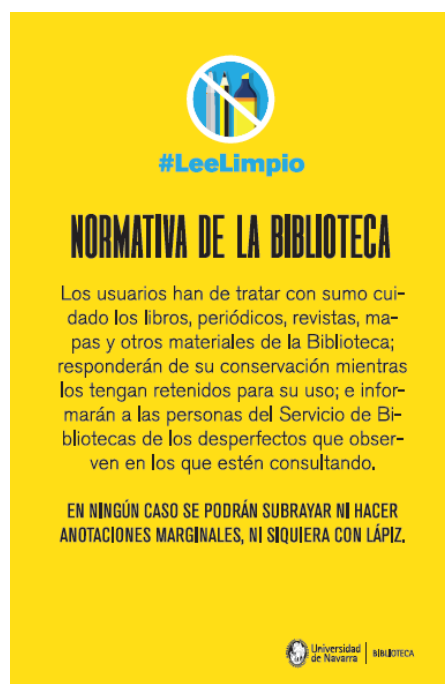 #LeeLimpio
NORMATIVA DE LA BIBLIOTECA
Los usuarios han de tratar con sumo cui-
dado los libros, periódicos, revistas, ma-
pas y otros materiales de la Biblioteca;
responderán de su conservación mientras
los tengan retenidos para su uso; e infor-
marán a las personas del Servicio de Bi-
bliotecas de los desperfectos que obser-
ven en los que estén consultando.
EN NINGÚN CASO SE PODRÁN SUBRAYAR NI HACER
ANOTACIONES MARGINALES, NI SIQUIERA CON LÁPIZ.
Universidad
de Navarra
BIBLIOTECA